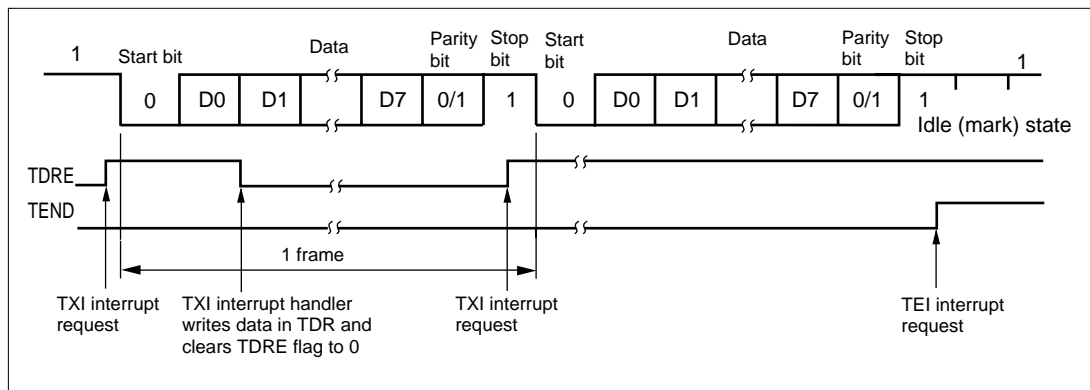 1 Start bit Data Parity bit Stop bit Start bit Data Parity bit Stop bit 1
0 D0 D1 D7 0/1 1 0 D0 D1 D7 0/1 1
Idle (mark) state
TDRE
TEND
1 frame
TXI interrupt request
TXI interrupt handler writes data in TDR and clears TDRE flag to 0
TXI interrupt request
TEI interrupt request